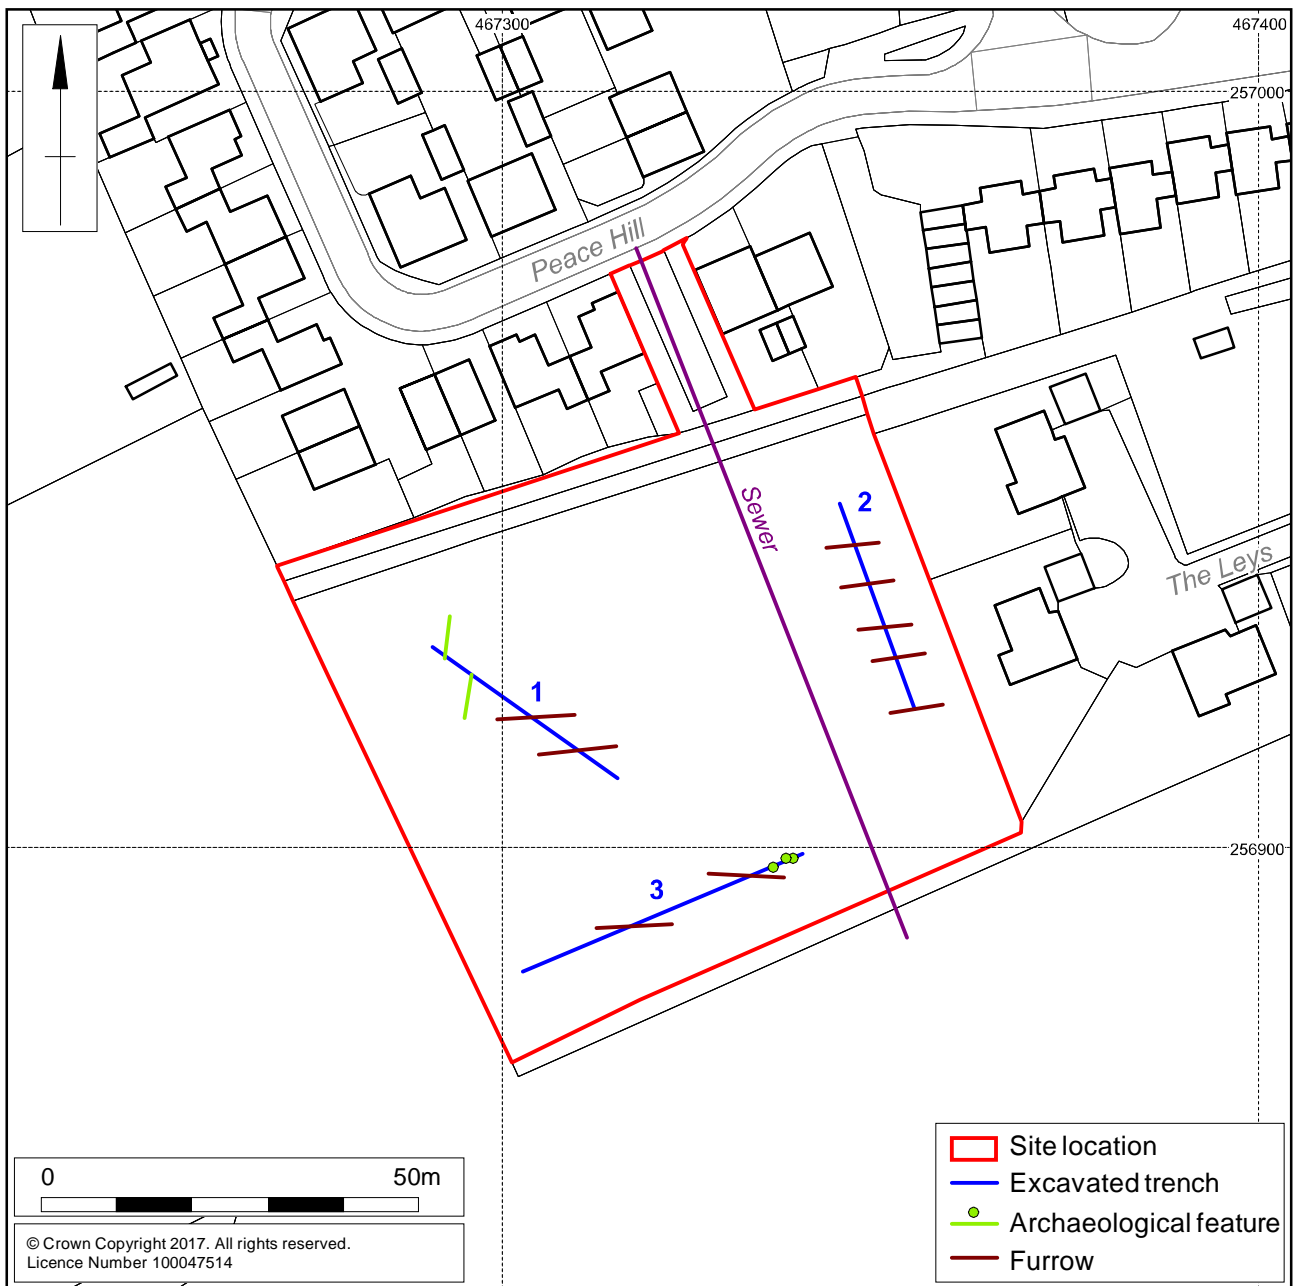 467300
467400
257000
Peace Hill
Sewer
2
The Leys
1
256900
3
0 50m
© Crown Copyright 2017. All rights reserved.
Licence Number 100047514
Site location
Excavated trench
Archaeological feature
Furrow